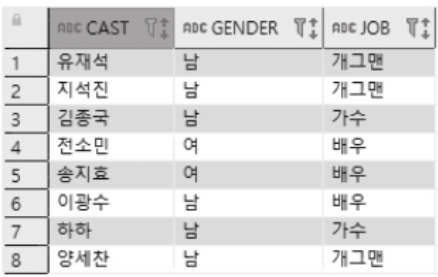 ABC CAST ABC GENDER ABC JOB
1 유재석 남 개그맨
2 지석진 남 개그맨
3 김종국 남 가수
4 전소민 여 배우
5 송지효 여 배우
6 이광수 남 배우
7 하하 남 가수
8 양세찬 남 개그맨